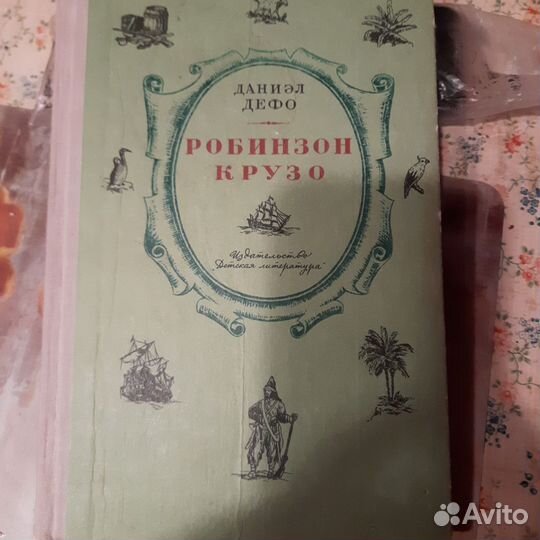 ДАНИЭЛ
ДЕФО
РОБИНЗОН
КРУЗО
Издательство
"Детская литература"
Avito